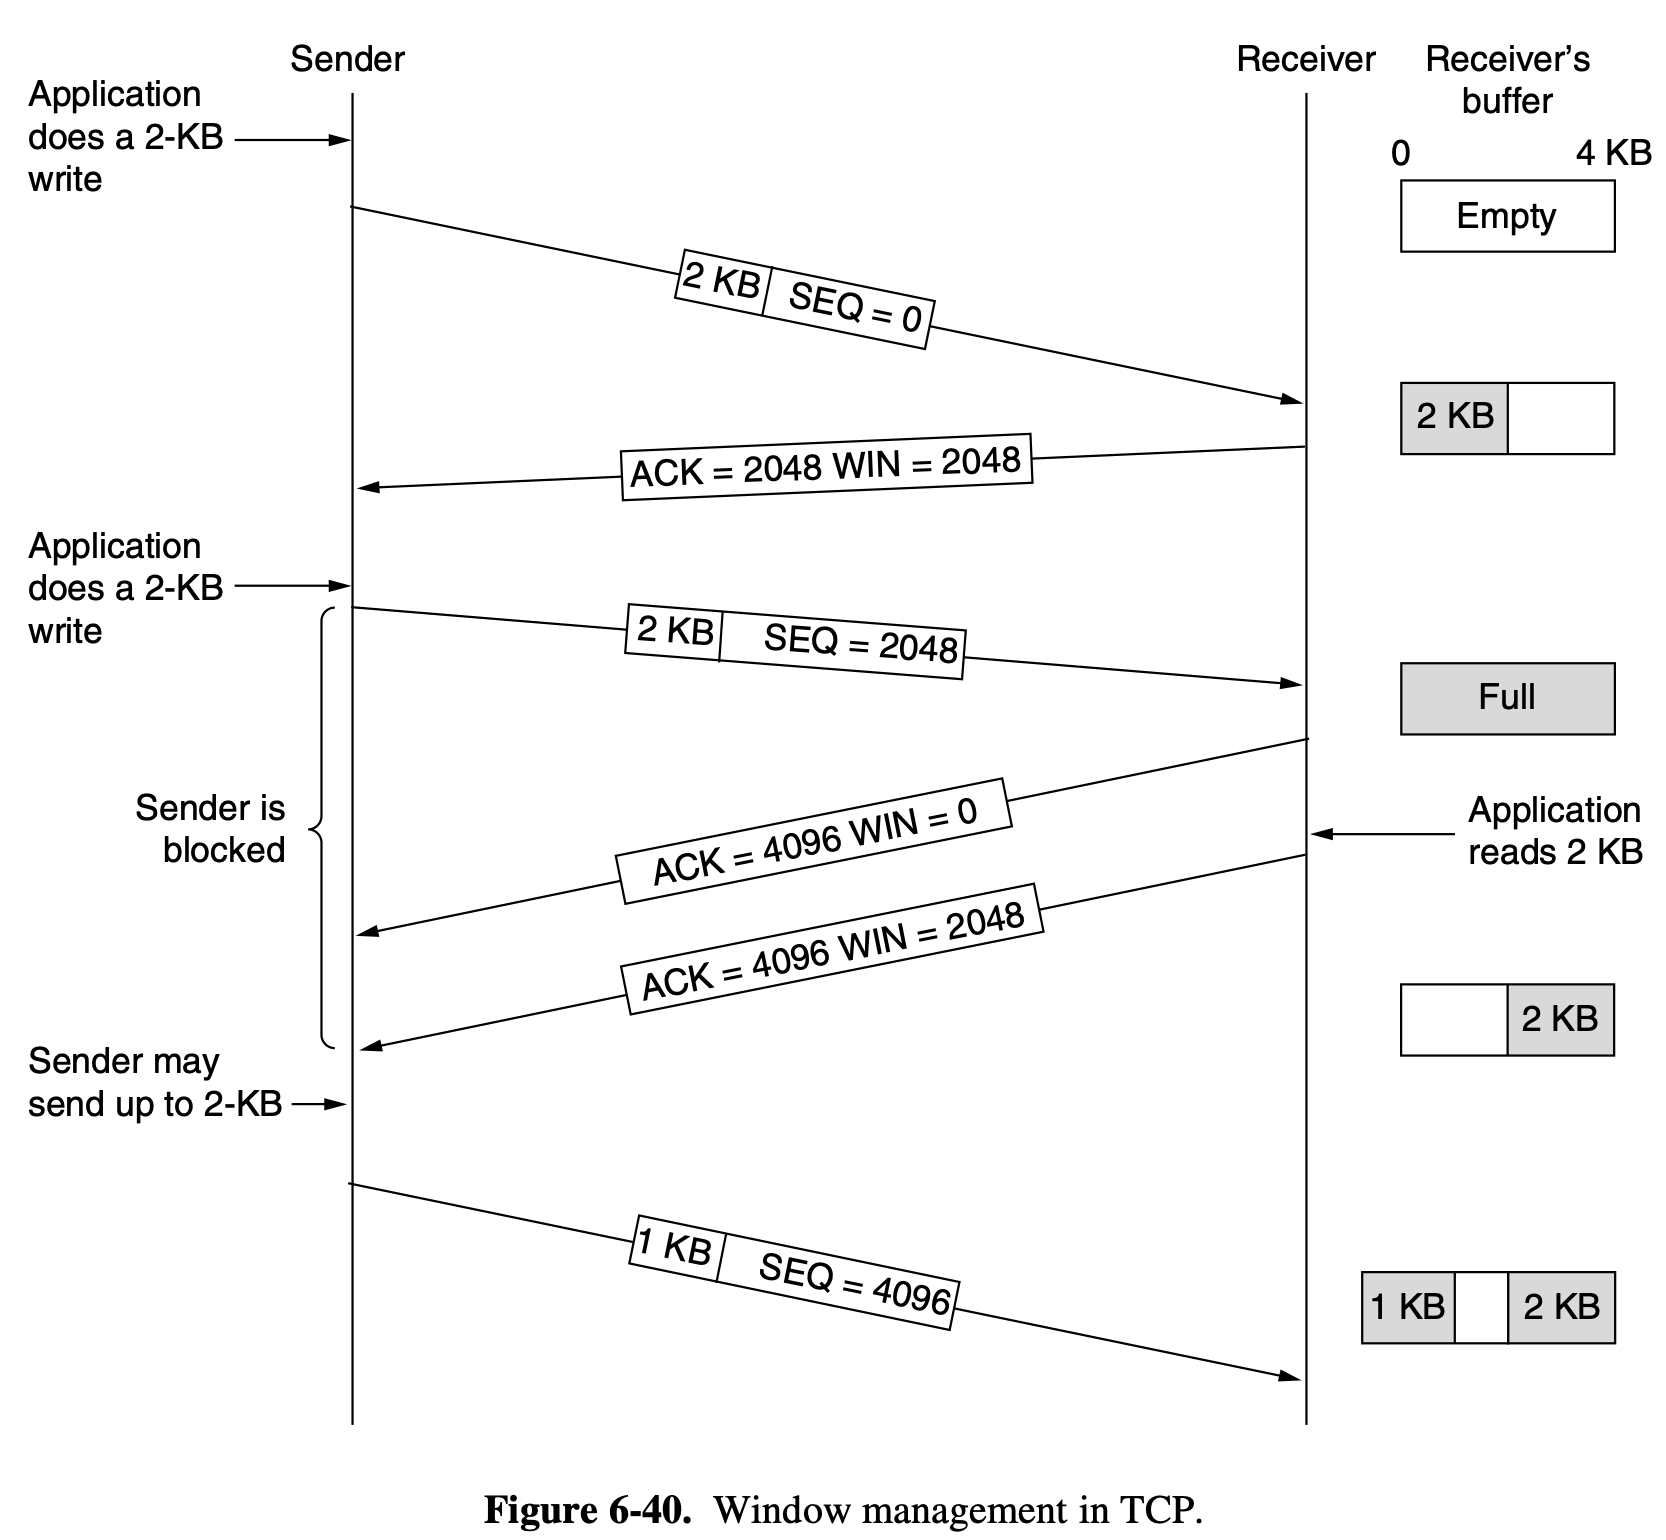 Sender
Receiver
Receiver’s
buffer
Application
does a 2-KB
write
0
4 KB
Empty
2 KB
SEQ = 0
2 KB
ACK = 2048 WIN = 2048
Application
does a 2-KB
write
2 KB
SEQ = 2048
Full
Sender is
blocked
ACK = 4096 WIN = 0
Application
reads 2 KB
ACK = 4096 WIN = 2048
2 KB
Sender may
send up to 2-KB
1 KB
SEQ = 4096
1 KB
2 KB
Figure 6-40. Window management in TCP.